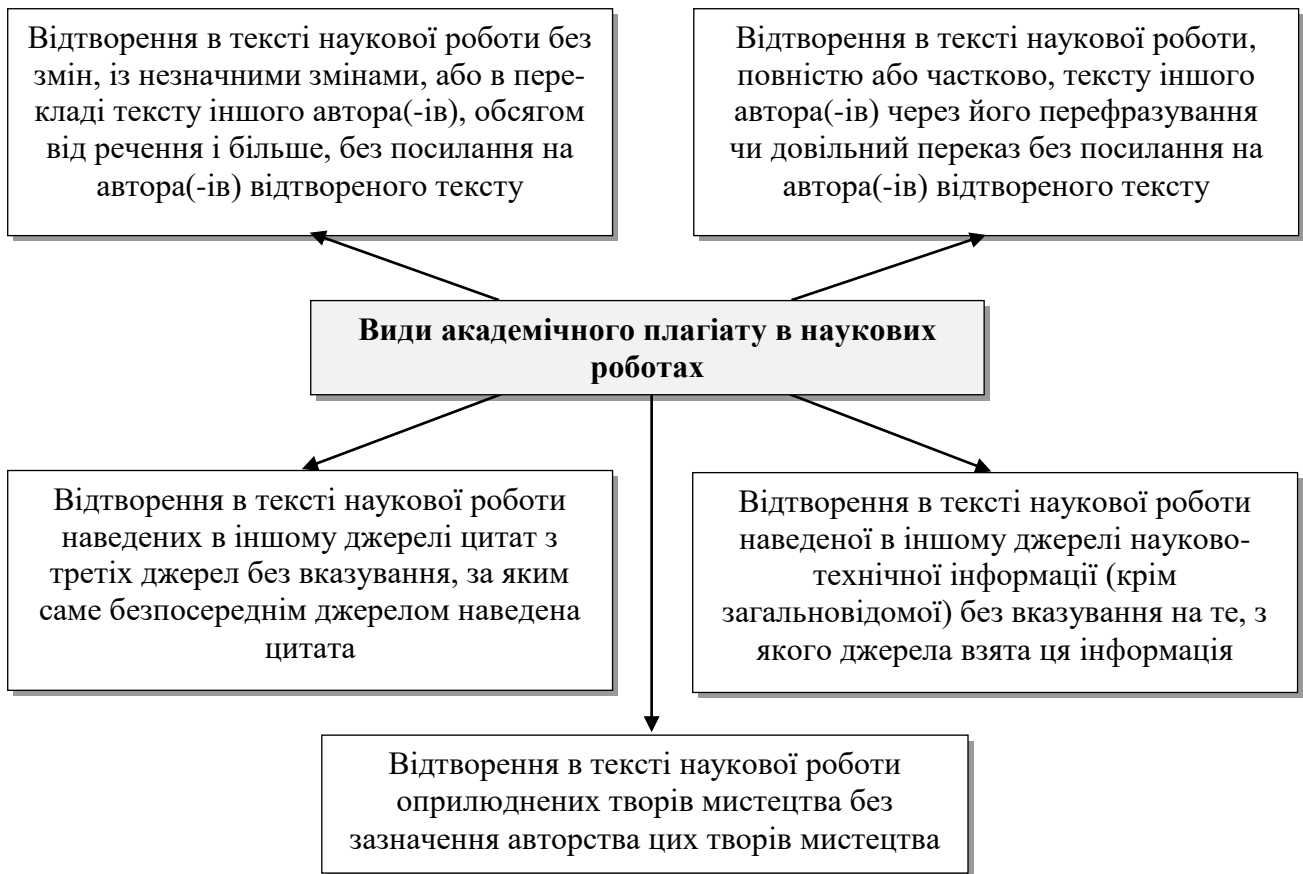 Відтворення в тексті наукової роботи без
змін, із незначними змінами, або в пере-
кладі тексту іншого автора(-ів), обсягом
від речення і більше, без посилання на
автора(-ів) відтвореного тексту
Відтворення в тексті наукової роботи,
повністю або частково, тексту іншого
автора(-ів) через його перефразування
чи довільний переказ без посилання на
автора(-ів) відтвореного тексту
Види академічного плагіату в наукових
роботах
Відтворення в тексті наукової роботи
наведених в іншому джерелі цитат з
третіх джерел без вказування, за яким
саме безпосереднім джерелом наведена
цитата
Відтворення в тексті наукової роботи
наведеної в іншому джерелі науково-
технічної інформації (крім
загальновідомої) без вказування на те, з
якого джерела взята ця інформація
Відтворення в тексті наукової роботи
оприлюднених творів мистецтва без
зазначення авторства цих творів мистецтва